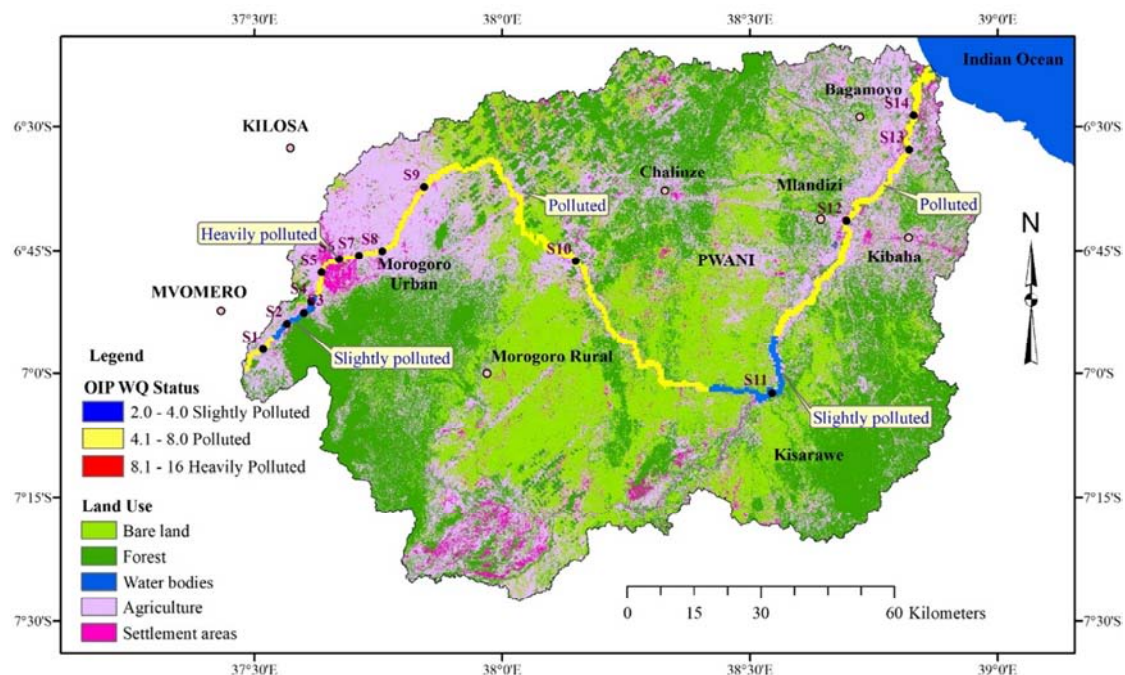 37°30'E
38°0'E
38°30'E
39°0'E
Indian Ocean
Bagamoyo
S14
6°30'S
6°30'S
KILOSA
S13
Chalinze
Mlandizi
S9
Polluted
Polluted
S12
Heavily polluted
N
S6
S7
S8
S10
PWANI
Kibaha
6°45'S
6°45'S
S5
Morogoro
Urban
MVOMERO
S4
S3
S2
S1
Legend
Slightly polluted
Morogoro Rural
7°0'S
7°0'S
OIP WQ Status
S11
2.0 - 4.0 Slightly Polluted
Slightly polluted
4.1 - 8.0 Polluted
Kisarawe
8.1 - 16 Heavily Polluted
7°15'S
7°15'S
Land Use
Bare land
Forest
Water bodies
Agriculture
0 15 30 60 Kilometers
Settlement areas
7°30'S
7°30'S
37°30'E
38°0'E
38°30'E
39°0'E